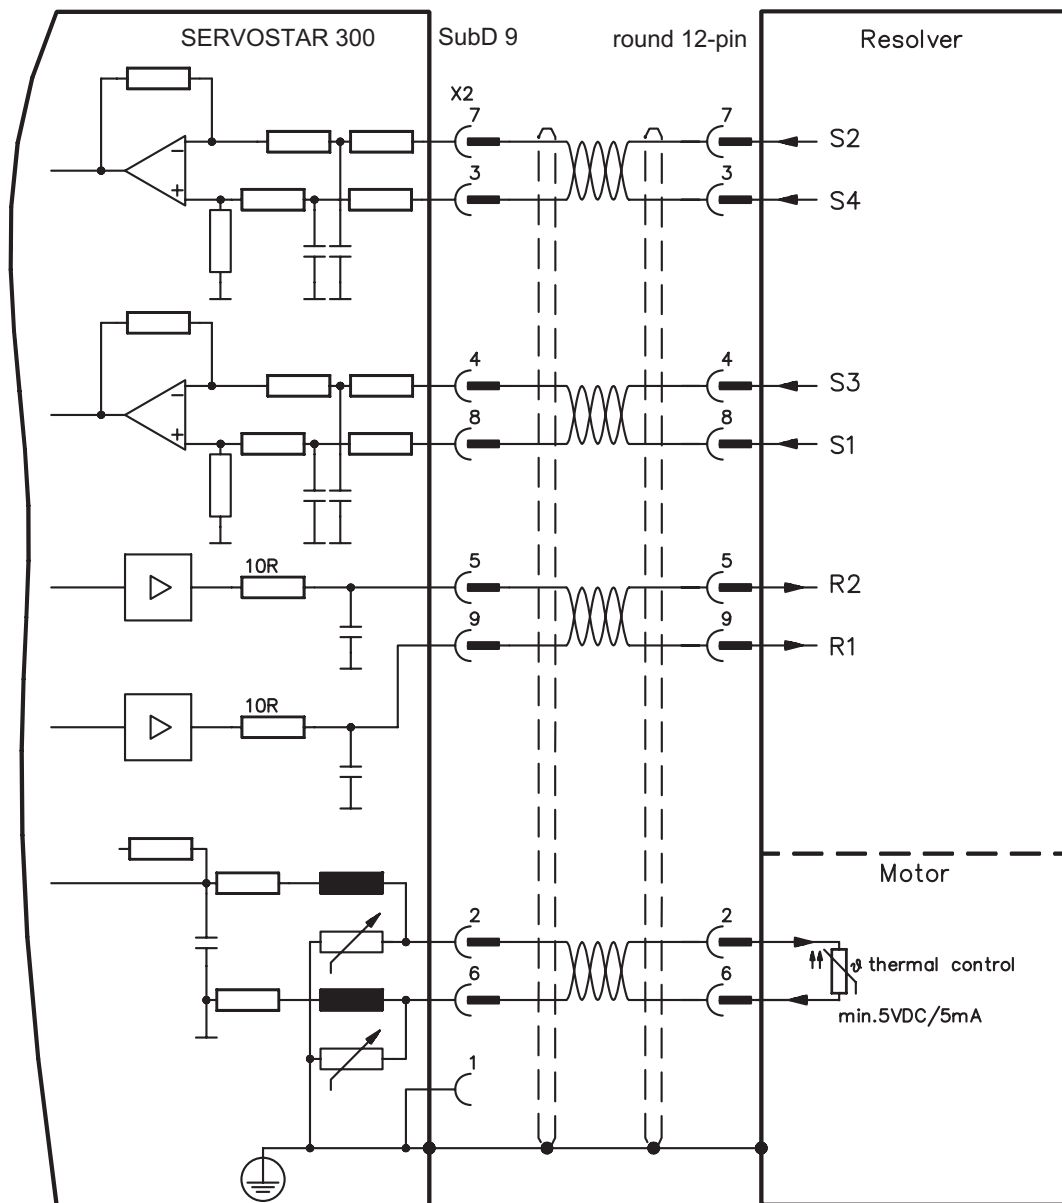 SERVOSTAR 300
SubD 9
round 12-pin
Resolver
X2
7
7
S2
3
3
S4
4
4
S3
8
8
S1
10R
5
5
R2
9
9
R1
10R
Motor
2
2
ϑ thermal control
6
6
min.5VDC/5mA
1